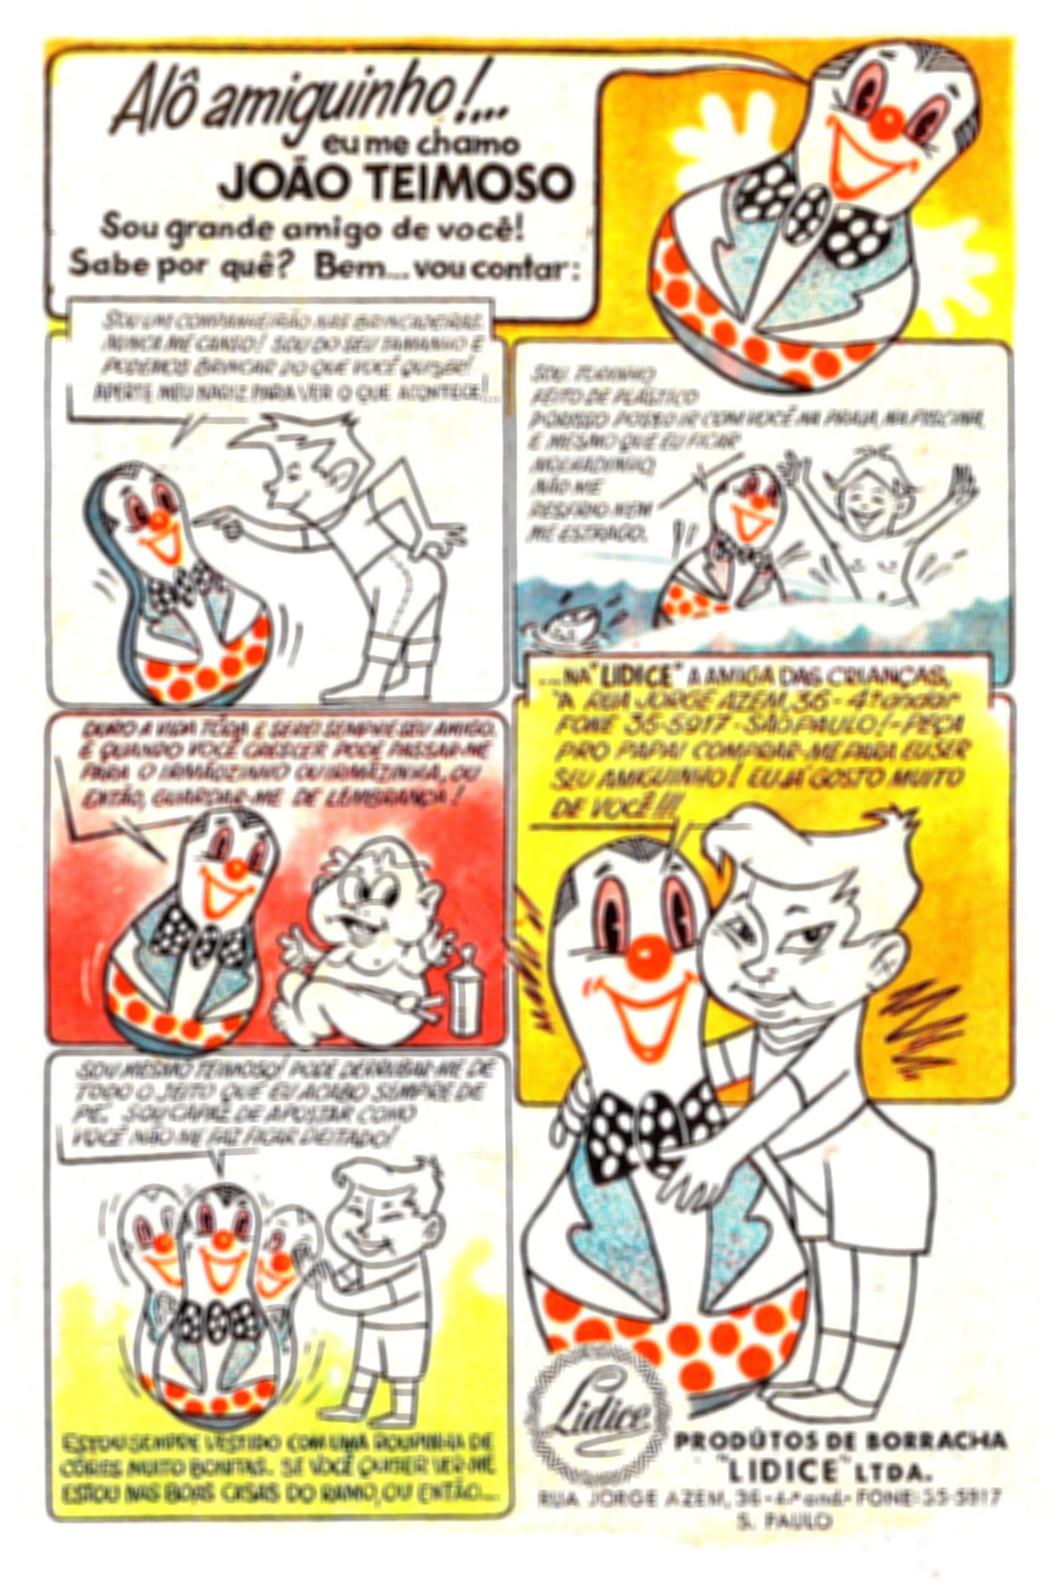 Alô amiguinho!...
eu me chamo
JOÃO TEIMOSO
Sou grande amigo de você!
Sabe por quê? Bem... vou contar:
SOU UM COMPANHEIRÃO NAS BRINCADEIRAS.
NUNCA ME CANSO! SOU DO SEU TAMANHO E
PODEMOS BRINCAR DO QUE VOCÊ QUISER!
APERTE MEU NARIZ PARA VER O QUE ACONTECE!...
SOU TODINHO
FEITO DE PLÁSTICO
PORISSO POSSO IR COM VOCÊ NA PRAIA, NA PISCINA,
E MESMO QUE EU FICAR
MOLHADINHO,
NÃO ME
RESFRIO NEM
ME ESTRAGO.
DURO A VIDA TÔDA E SEREI SEMPRE SEU AMIGO.
E QUANDO VOCÊ CRESCER PODE PASSAR-ME
PARA O IRMÃOZINHO OU IRMÃZINHA, OU
ENTÃO, GUARDAR-ME DE LEMBRANÇA!
SOU MESMO TEIMOSO! PODE DERRUBAR-ME DE
TODO O JEITO QUE EU ACABO SEMPRE DE
PÉ. SOU CAPAZ DE APOSTAR COMO
VOCÊ NÃO ME FAZ FICAR DEITADO!
ESTOU SEMPRE VESTIDO COM UMA ROUPINHA DE
CÔRES MUITO BONITAS. SE VOCÊ QUISER VER-ME
ESTOU NAS BOAS CASAS DO RAMO, OU ENTÃO....
...NA "LIDICE" A AMIGA DAS CRIANÇAS,
"A RUA JORGE AZEM, 36 - 4º andar
FONE 36-5917 - SÃO PAULO! - PEÇA
PRO PAPAI COMPRAR-ME PARA EU SER
SEU AMIGUINHO! EU JÁ GOSTO MUITO
DE VOCÊ!!!
Lidice
PRODÚTOS DE BORRACHA
"LIDICE" LTDA.
RUA JORGE AZEM, 36 - 4.º and. - FONE: 35-5917
S. PAULO